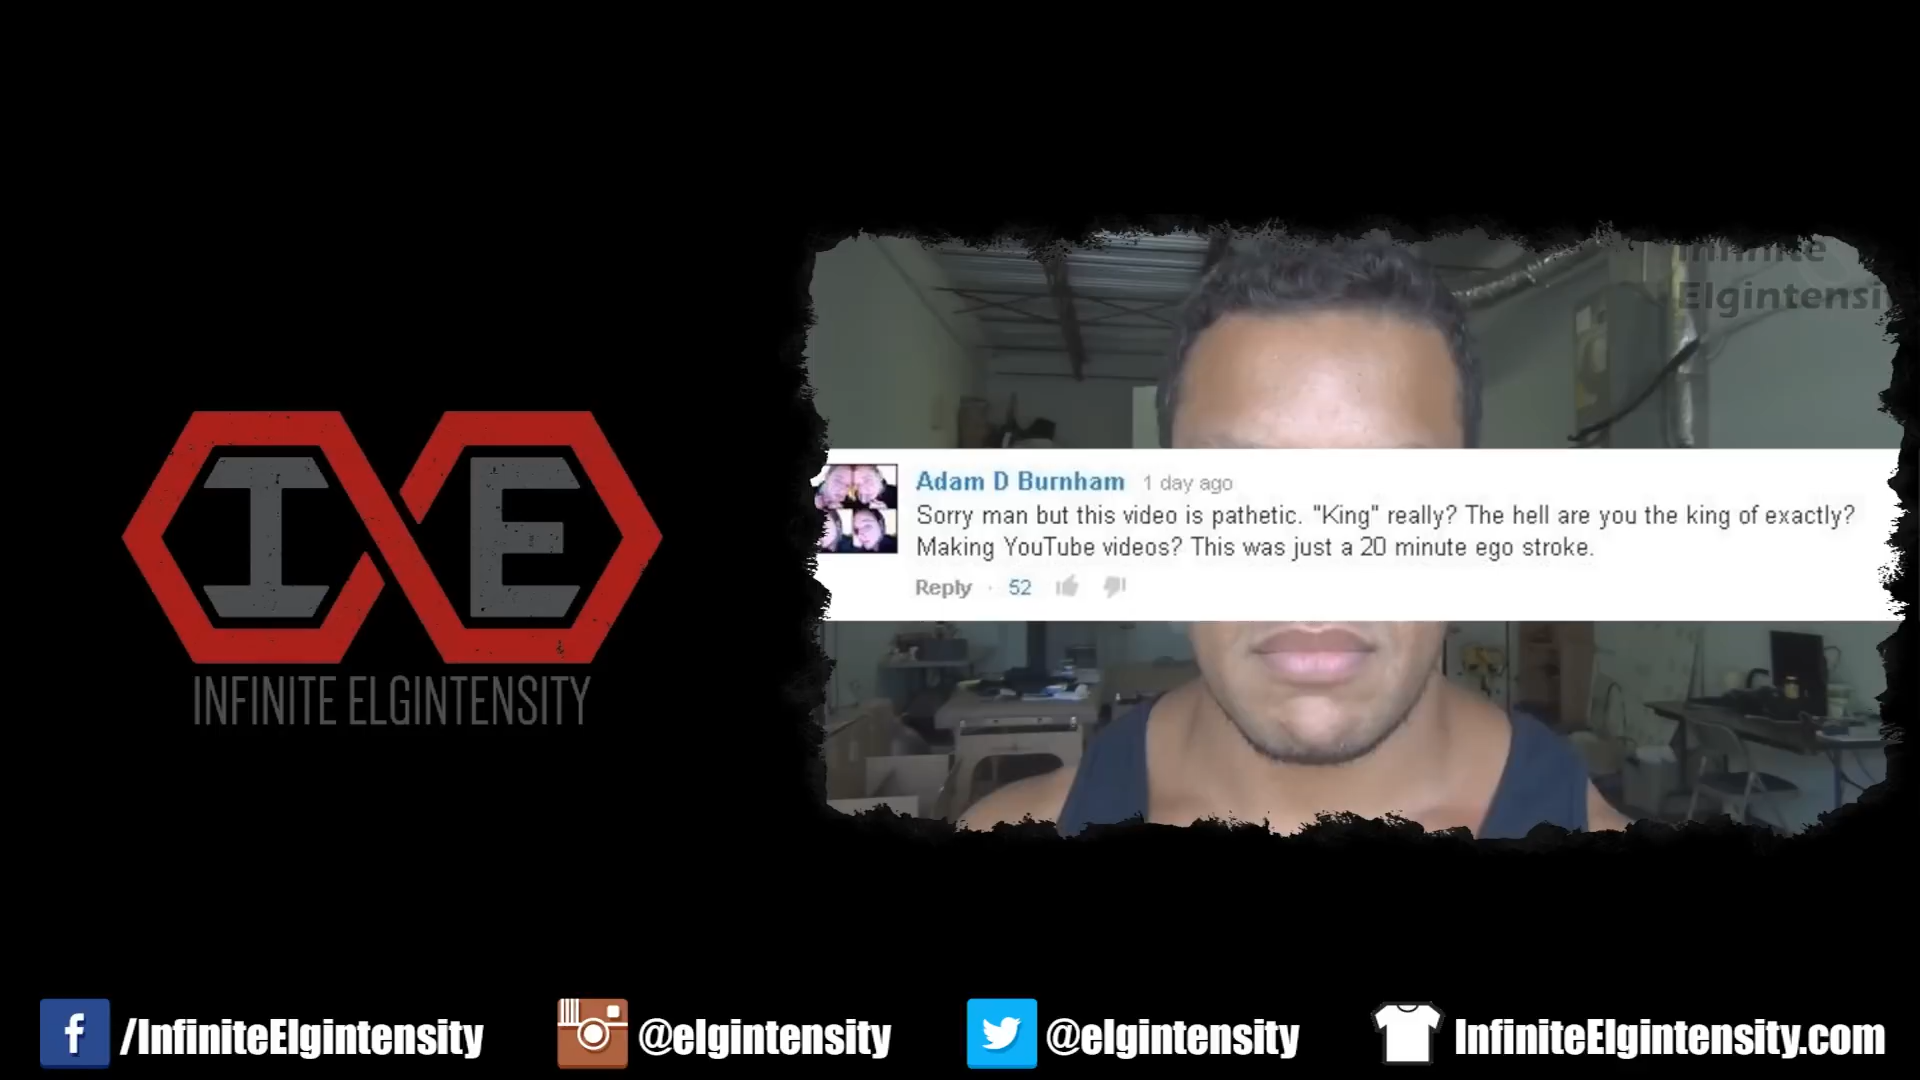 Infinite
Elgintensi
Adam D Burnham 1 day ago
Sorry man but this video is pathetic. "King" really? The hell are you the king of exactly?
Making YouTube videos? This was just a 20 minute ego stroke.
Reply · 52
I E
INFINITE ELGINTENSITY
f /InfiniteElgintensity @elgintensity @elgintensity InfiniteElgintensity.com